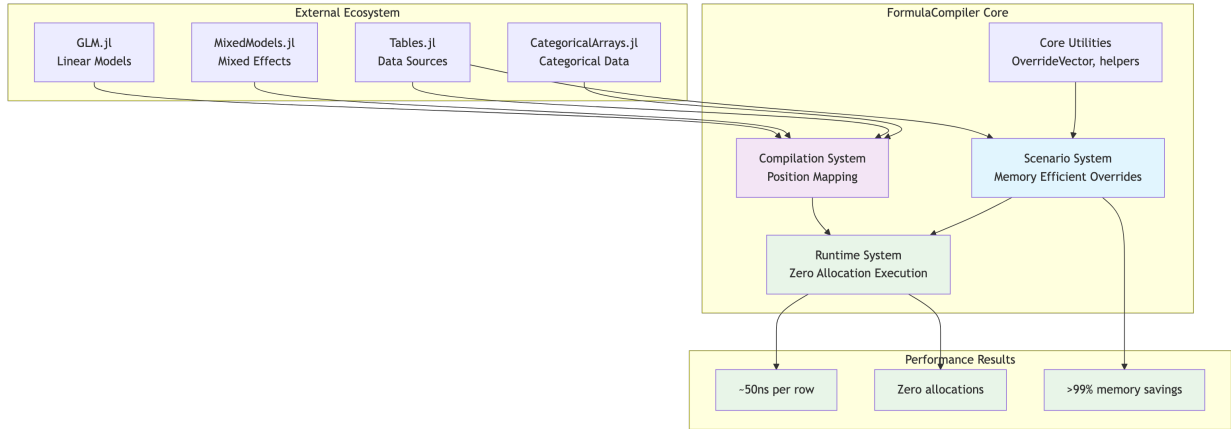 External Ecosystem
GLM.jl
Linear Models
MixedModels.jl
Mixed Effects
Tables.jl
Data Sources
CategoricalArrays.jl
Categorical Data
FormulaCompiler Core
Core Utilities
OverrideVector, helpers
Compilation System
Position Mapping
Scenario System
Memory Efficient Overrides
Runtime System
Zero Allocation Execution
Performance Results
~50ns per row
Zero allocations
>99% memory savings